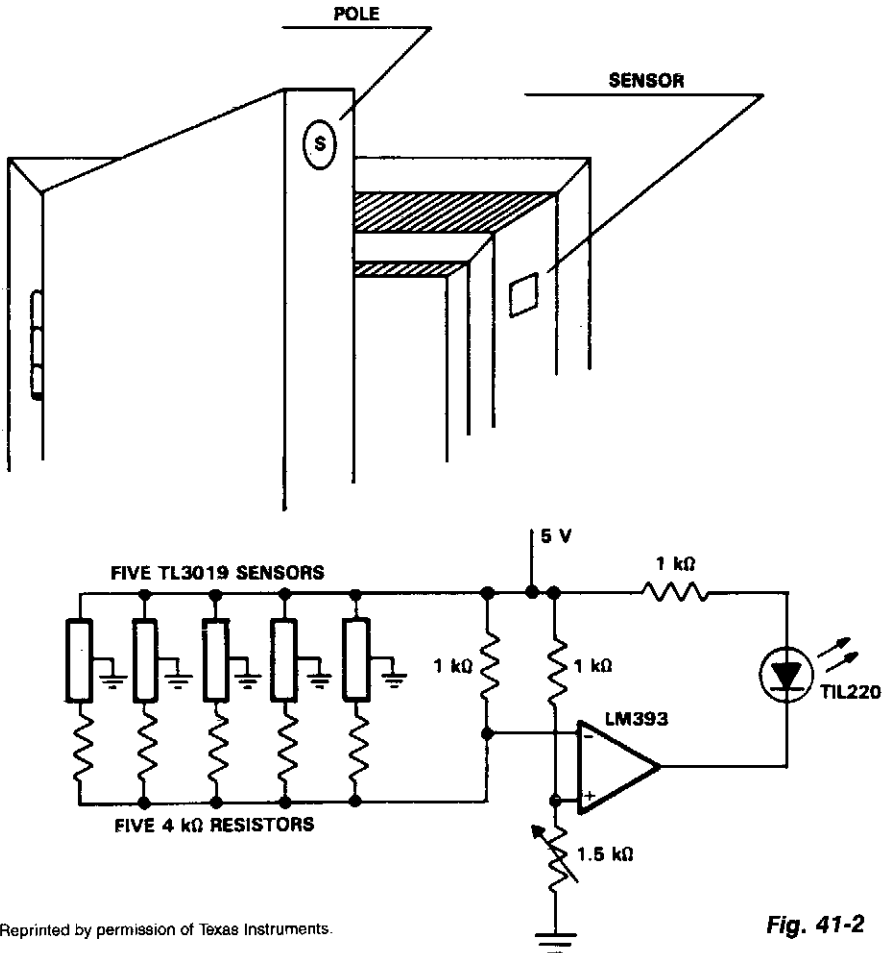 POLE
SENSOR
S
5 V
1 kΩ
FIVE TL3019 SENSORS
1 kΩ
1 kΩ
TIL220
LM393
-
+
FIVE 4 kΩ RESISTORS
1.5 kΩ
Reprinted by permission of Texas Instruments.
Fig. 41-2